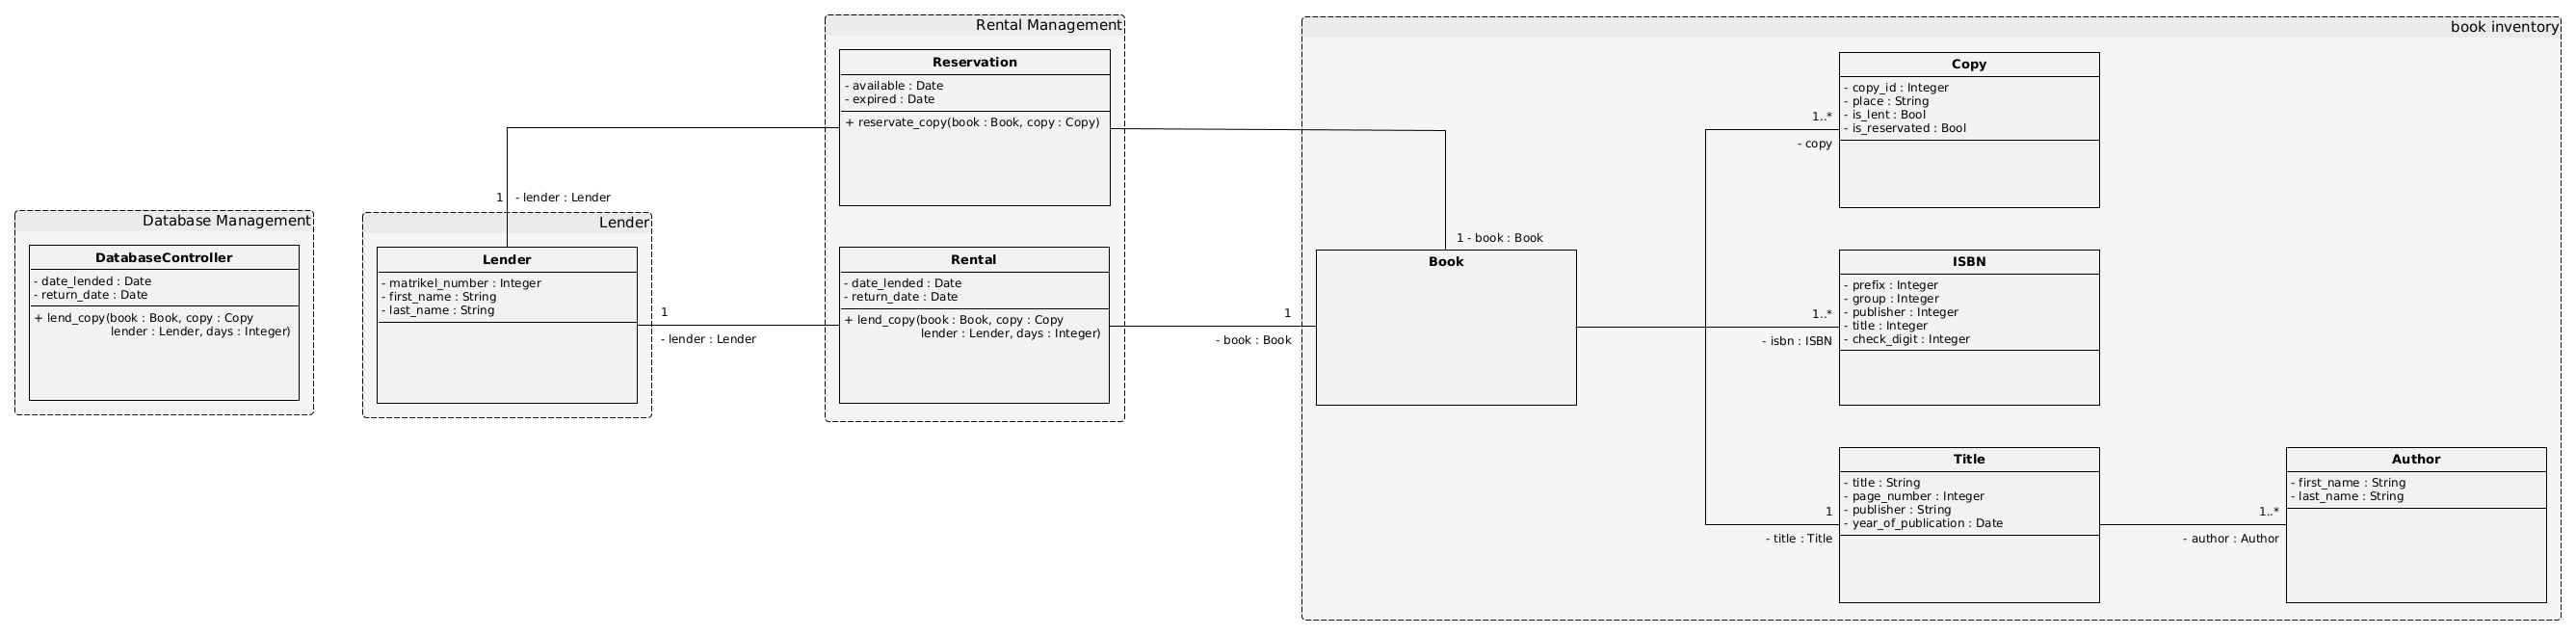 Database Management
DatabaseController
- date_lended : Date
- return_date : Date
+ lend_copy(book : Book, copy : Copy
lender : Lender, days : Integer)
1 - lender : Lender
Lender
Lender
- matrikel_number : Integer
- first_name : String
- last_name : String
1
- lender : Lender
Rental Management
Reservation
- available : Date
- expired : Date
+ reservate_copy(book : Book, copy : Copy)
Rental
- date_lended : Date
- return_date : Date
+ lend_copy(book : Book, copy : Copy
lender : Lender, days : Integer)
1
- book : Book
book inventory
1 - book : Book
Book
1..*
- copy
Copy
- copy_id : Integer
- place : String
- is_lent : Bool
- is_reservated : Bool
1..*
- isbn : ISBN
ISBN
- prefix : Integer
- group : Integer
- publisher : Integer
- title : Integer
- check_digit : Integer
1
- title : Title
Title
- title : String
- page_number : Integer
- publisher : String
- year_of_publication : Date
1..*
- author : Author
Author
- first_name : String
- last_name : String